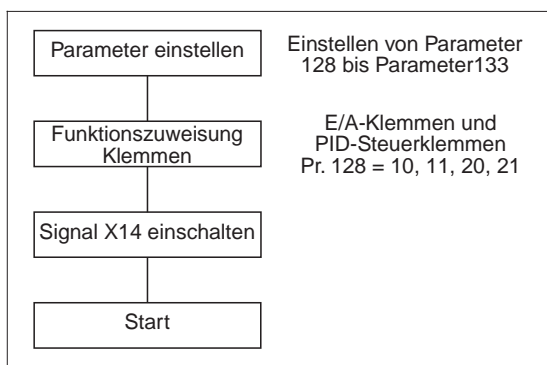 Parameter einstellen
Einstellen von Parameter
128 bis Parameter133
Funktionszuweisung
Klemmen
E/A-Klemmen und
PID-Steuerklemmen
Pr. 128 = 10, 11, 20, 21
Signal X14 einschalten
Start